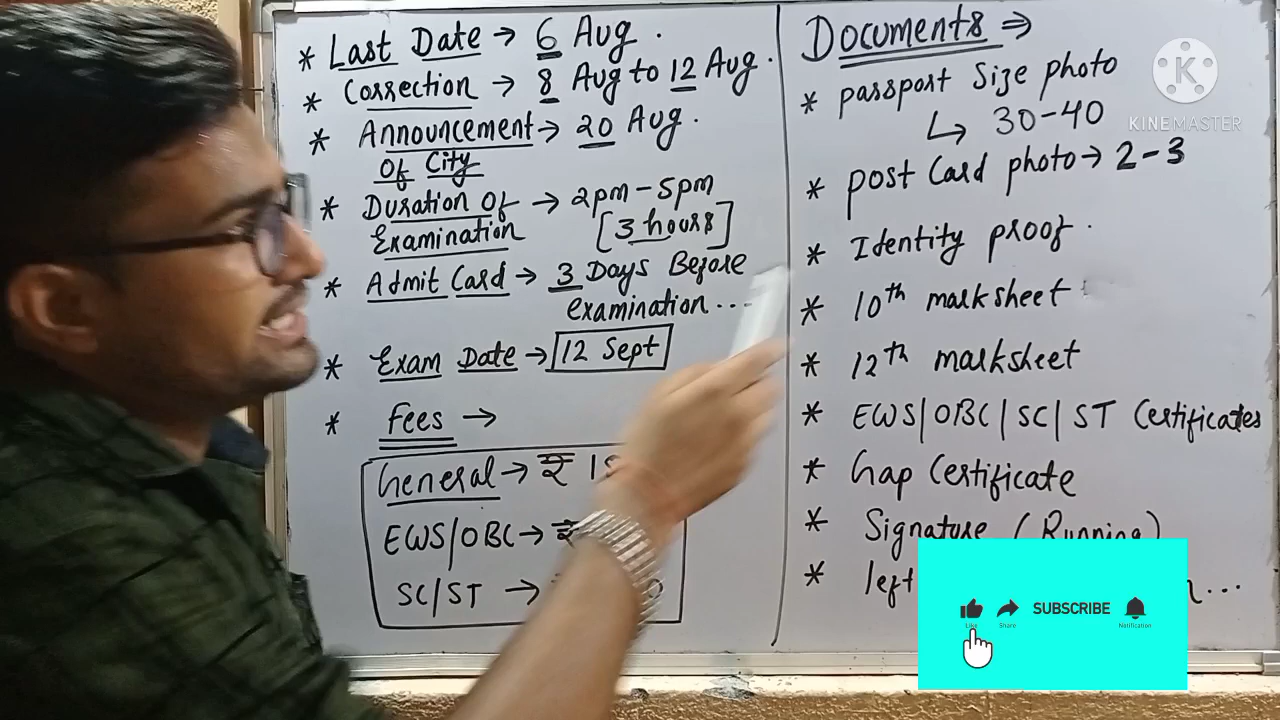 * Last Date → 6 Aug.
* Correction → 8 Aug to 12 Aug.
* Announcement → 20 Aug.
Of City
* Duration Of → 2pm - 5pm
Examination [3 hours]
* Admit Card → 3 Days Before
examination...
* Exam Date → 12 Sept
* Fees →
General → ₹
EWS/OBC → ₹
SC/ST →
Documents ⇒
* passport Size photo
↳ 30-40
* post Card photo → 2-3
* Identity proof.
* 10th marksheet
* 12th marksheet
* EWS|OBC|SC|ST Certificates
* Gap Certificate
* Signature (Running)
* left
KINEMASTER
Like
Share
SUBSCRIBE
Notification